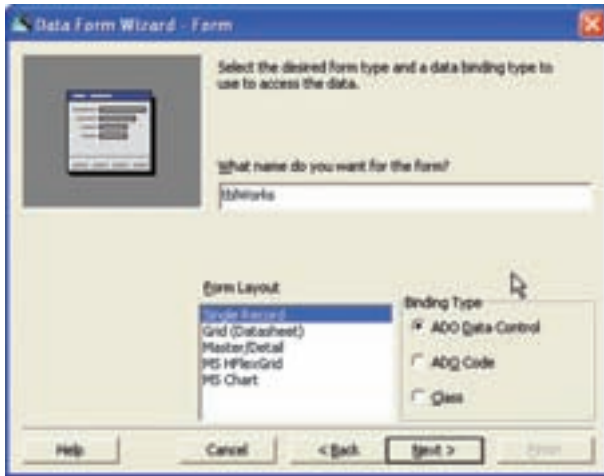 Data Form Wizard - Form
Select the desired form type and a data binding type to
use to access the data.
What name do you want for the form?
tblWorks
Form Layout
Single Record
Grid (Datasheet)
Master/Detail
MS HFlexGrid
MS Chart
Binding Type
ADO Data Control
ADO Code
Class
Help
Cancel
< Back
Next >
Finish